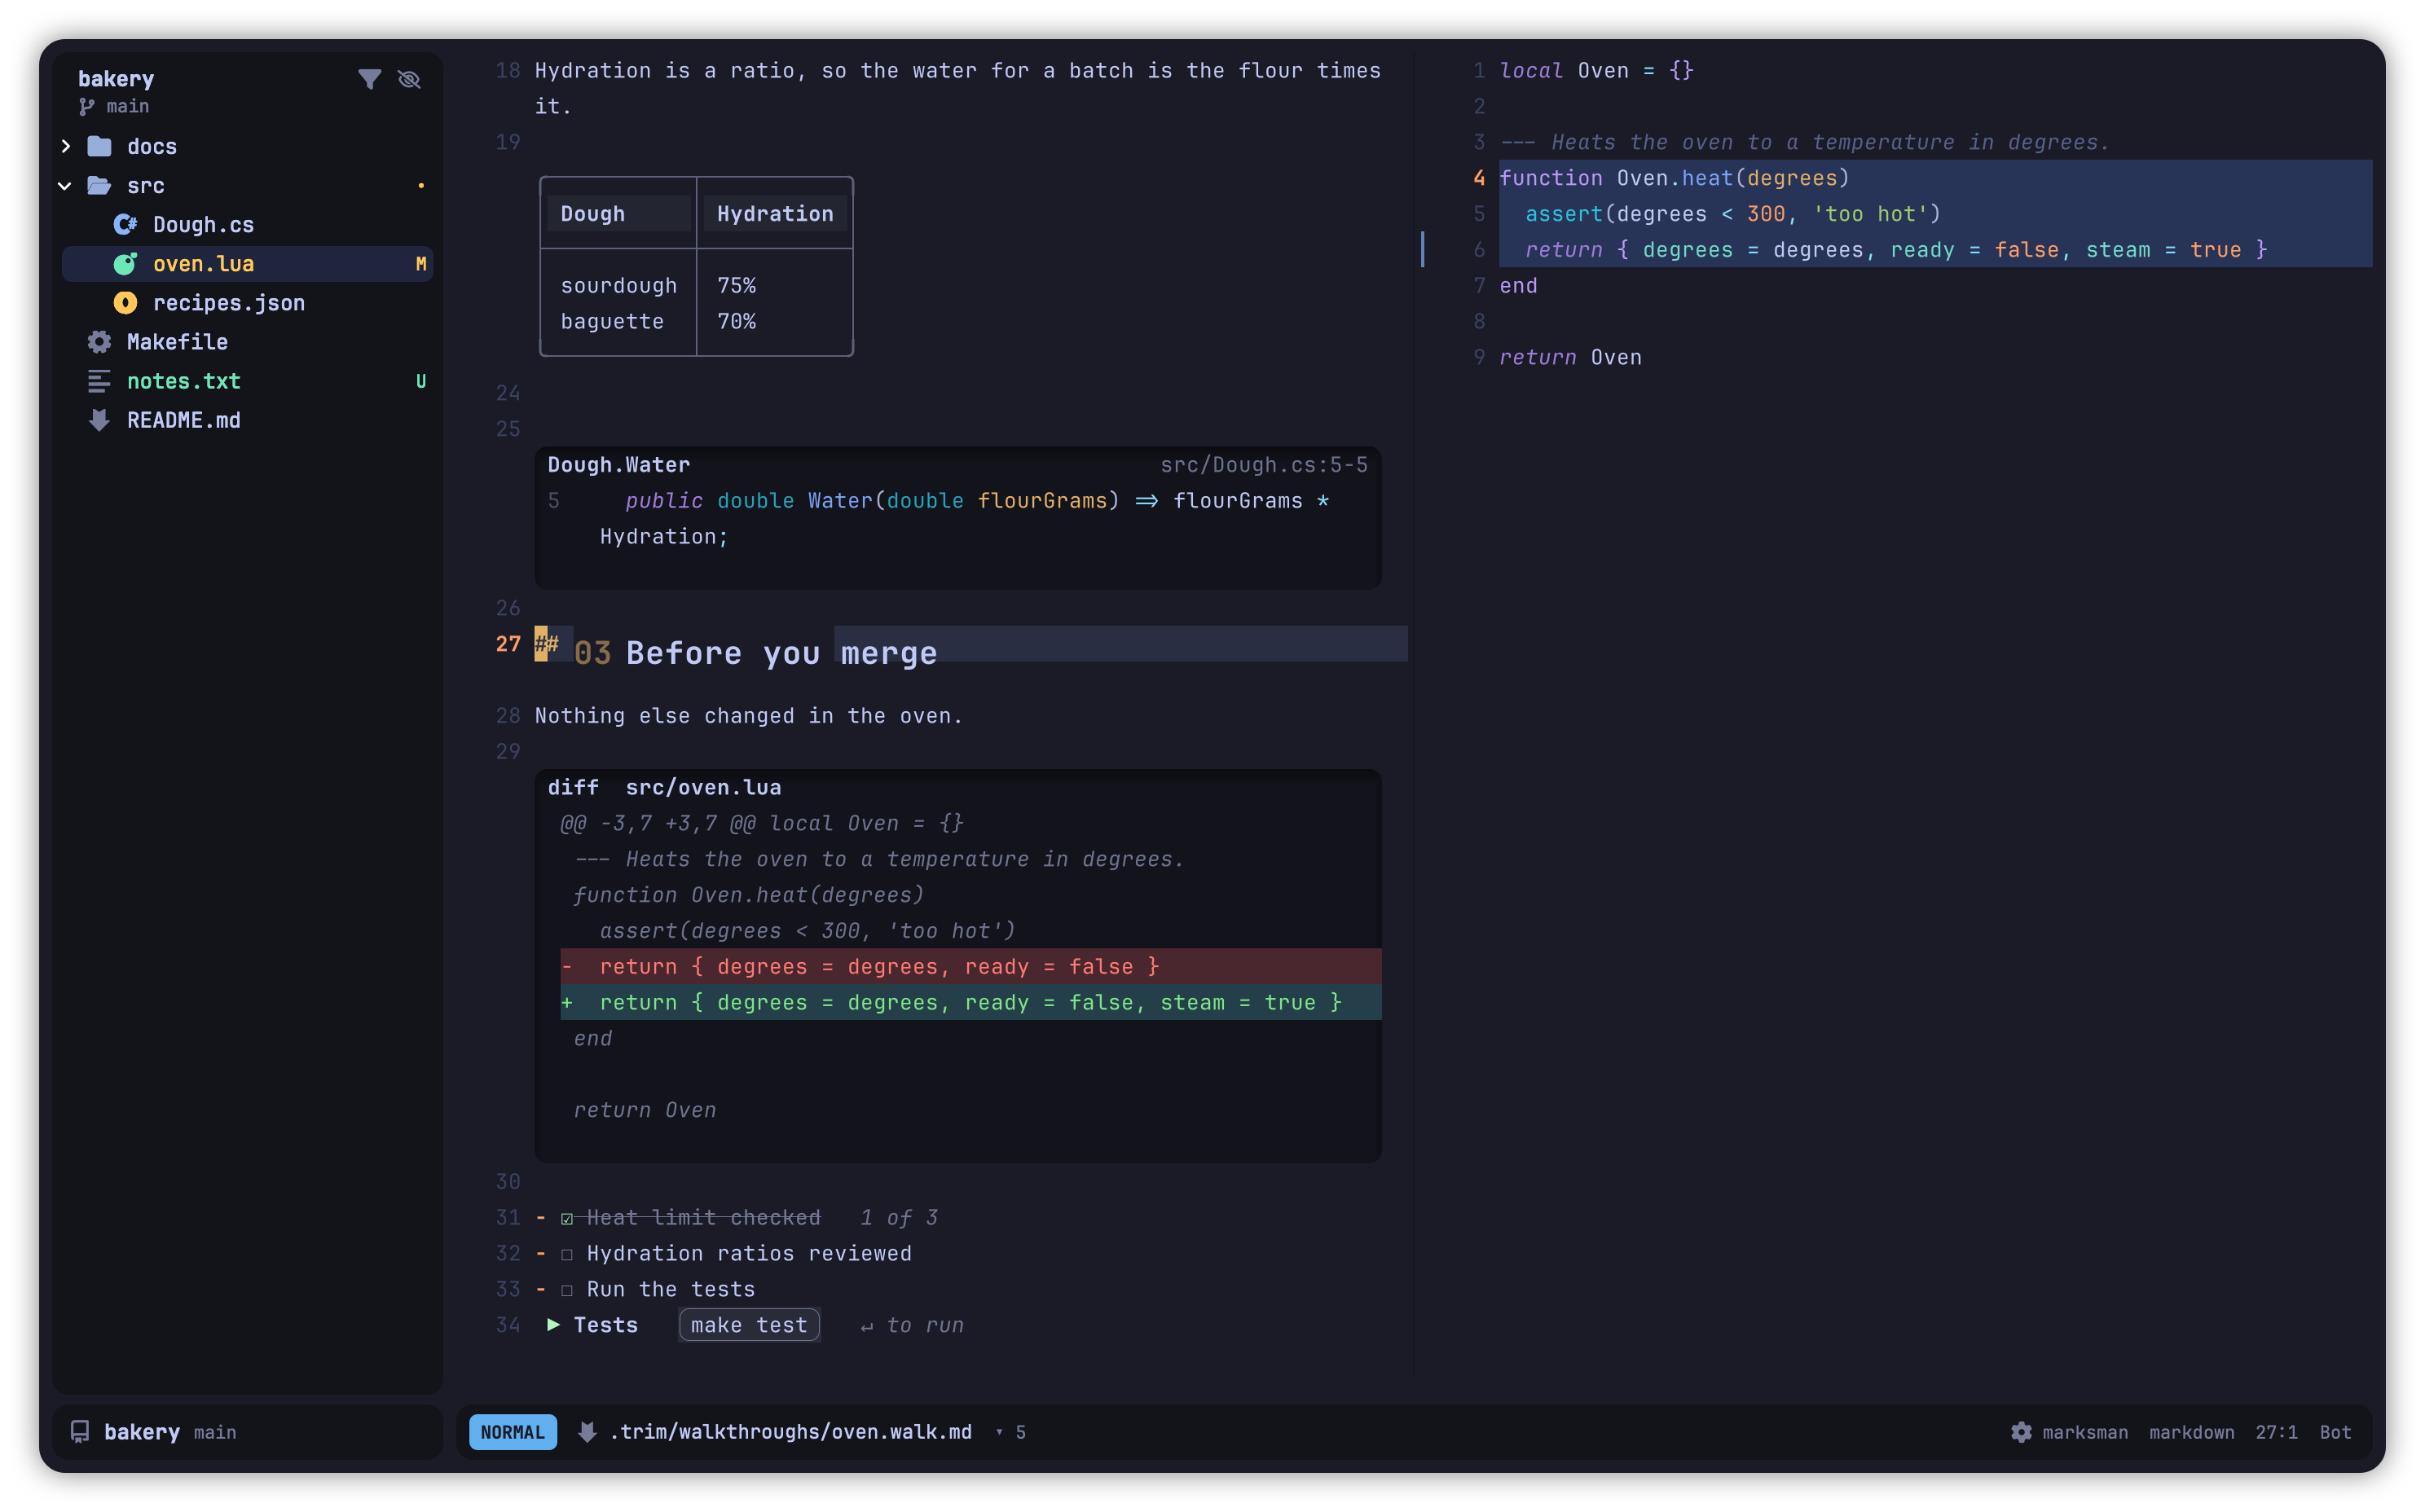 bakery
main
docs
src
Dough.cs
oven.lua M
recipes.json
Makefile
notes.txt U
README.md
18 Hydration is a ratio, so the water for a batch is the flour times
it.
19
Dough Hydration
sourdough 75%
baguette 70%
24
25
Dough.Water src/Dough.cs:5-5
5 public double Water(double flourGrams) => flourGrams *
Hydration;
26
27 ## 03 Before you merge
28 Nothing else changed in the oven.
29
diff src/oven.lua
@@ -3,7 +3,7 @@ local Oven = {}
--- Heats the oven to a temperature in degrees.
function Oven.heat(degrees)
assert(degrees < 300, 'too hot')
- return { degrees = degrees, ready = false }
+ return { degrees = degrees, ready = false, steam = true }
end
return Oven
30
31 - ☑ Heat limit checked 1 of 3
32 - ☐ Hydration ratios reviewed
33 - ☐ Run the tests
34 ▶ Tests make test ↵ to run
1 local Oven = {}
2
3 --- Heats the oven to a temperature in degrees.
4 function Oven.heat(degrees)
5 assert(degrees < 300, 'too hot')
6 return { degrees = degrees, ready = false, steam = true }
7 end
8
9 return Oven
bakery main
NORMAL .trim/walkthroughs/oven.walk.md ▾ 5 marksman markdown 27:1 Bot